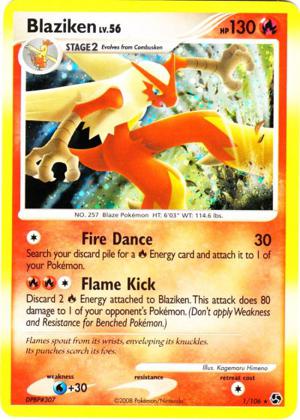 Blaziken LV.56 HP 130
STAGE 2 Evolves from Combusken
NO. 257 Blaze Pokémon HT: 6'03" WT: 114.6 lbs.
Fire Dance 30
Search your discard pile for a Energy card and attach it to 1
of your Pokémon.
Flame Kick
Discard 2 Energy attached to Blaziken. This attack does 80
damage to 1 of your opponent's Pokémon. (Don't apply Weakness
and Resistance for Benched Pokémon.)
Flames spout from its wrists, enveloping its knuckles.
Its punches scorch its foes.
Illus. Kagemaru Himeno
weakness resistance retreat cost
+30
DPBP#307 ©2008 Pokémon/Nintendo 1/106 ★